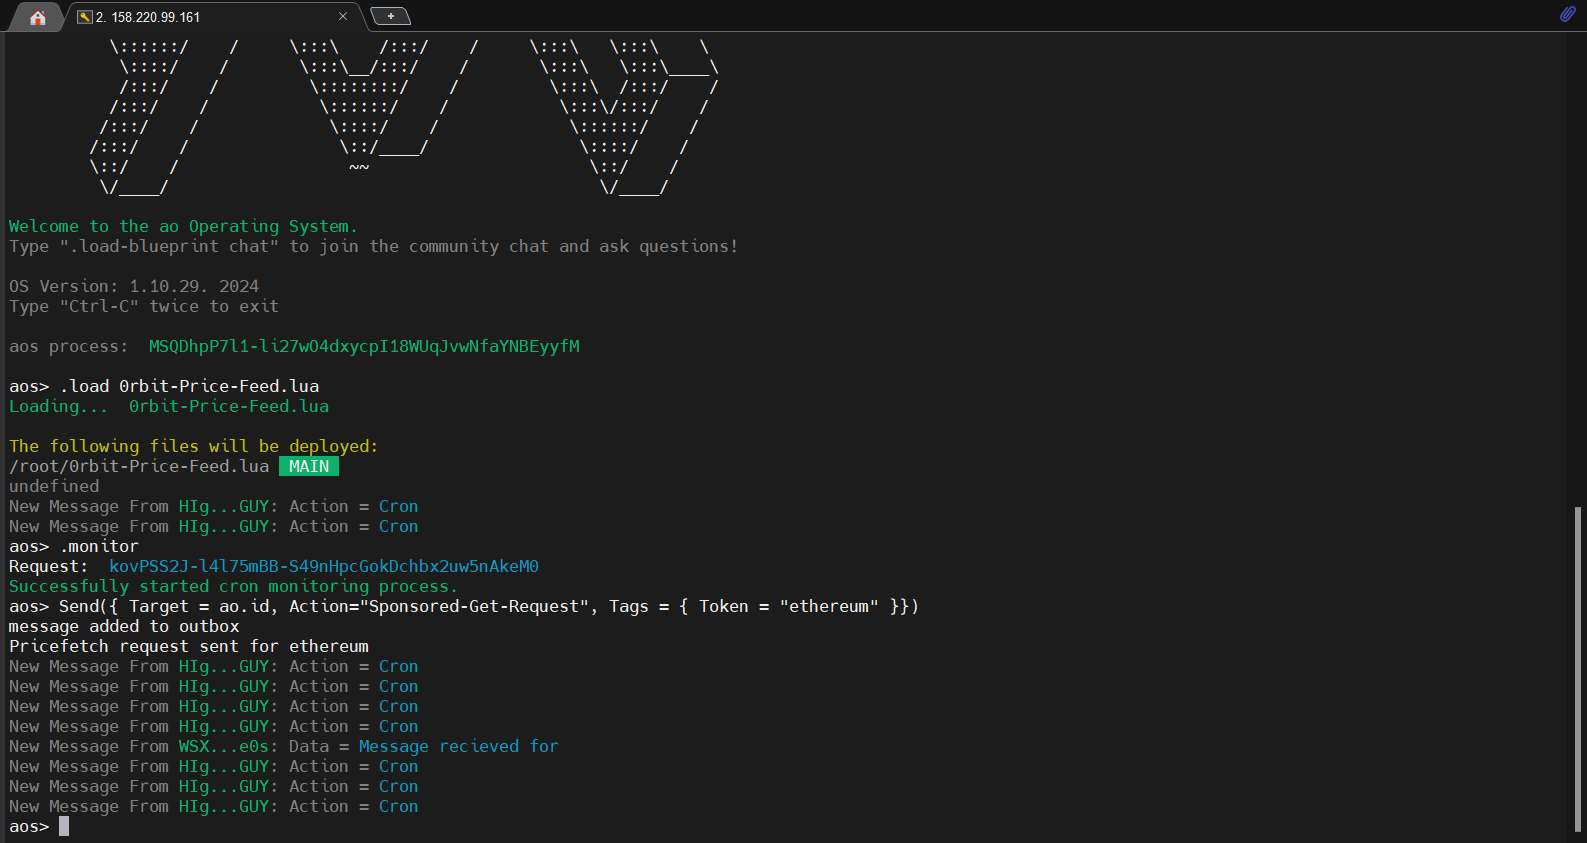 2. 158.220.99.161
\::::::/    /     \:::\    /:::/    /     \:::\   \:::\    \
\::::/    /       \:::\__/:::/    /       \:::\   \:::\____\
/:::/    /         \::::::::/    /         \:::\  /:::/    /
/:::/    /           \::::::/    /           \:::\/:::/    /
/:::/    /             \::::/    /             \::::::/    /
/:::/    /               \::/____/               \::::/    /
\::/    /                 ~~                      \::/    /
\/____/                                           \/____/
Welcome to the ao Operating System.
Type ".load-blueprint chat" to join the community chat and ask questions!
OS Version: 1.10.29. 2024
Type "Ctrl-C" twice to exit
aos process:  MSQDhpP7l1-li27wO4dxycpI18WUqJvwNfaYNBEyyfM
aos> .load 0rbit-Price-Feed.lua
Loading...  0rbit-Price-Feed.lua
The following files will be deployed:
/root/0rbit-Price-Feed.lua  MAIN
undefined
New Message From HIg...GUY: Action = Cron
New Message From HIg...GUY: Action = Cron
aos> .monitor
Request:  kovPSS2J-l4l75mBB-S49nHpcGokDchbx2uw5nAkeM0
Successfully started cron monitoring process.
aos> Send({ Target = ao.id, Action="Sponsored-Get-Request", Tags = { Token = "ethereum" }})
message added to outbox
Pricefetch request sent for ethereum
New Message From HIg...GUY: Action = Cron
New Message From HIg...GUY: Action = Cron
New Message From HIg...GUY: Action = Cron
New Message From HIg...GUY: Action = Cron
New Message From WSX...e0s: Data = Message recieved for
New Message From HIg...GUY: Action = Cron
New Message From HIg...GUY: Action = Cron
New Message From HIg...GUY: Action = Cron
aos>